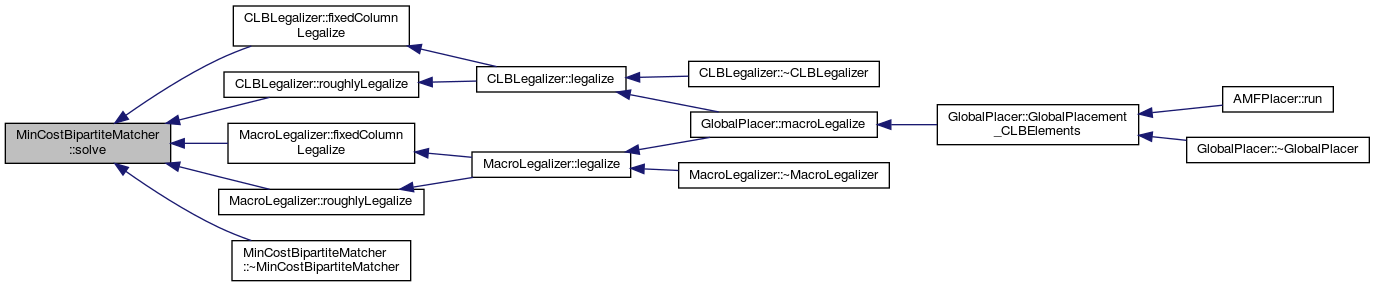 CLBLegalizer::fixedColumn
Legalize
CLBLegalizer::roughlyLegalize
MinCostBipartiteMatcher
::solve
MacroLegalizer::fixedColumn
Legalize
MacroLegalizer::roughlyLegalize
MinCostBipartiteMatcher
::~MinCostBipartiteMatcher
CLBLegalizer::legalize
MacroLegalizer::legalize
CLBLegalizer::~CLBLegalizer
GlobalPlacer::macroLegalize
MacroLegalizer::~MacroLegalizer
GlobalPlacer::GlobalPlacement
_CLBElements
AMFPlacer::run
GlobalPlacer::~GlobalPlacer